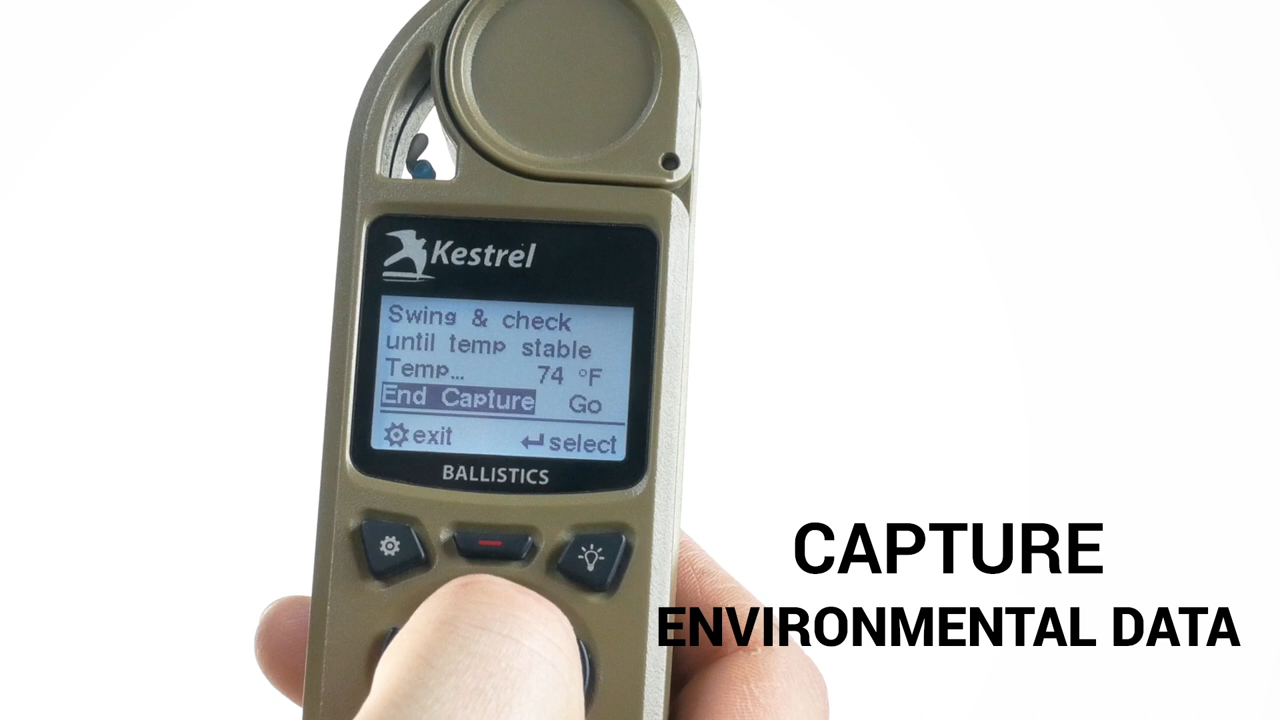 Kestrel
Swing & check
until temp stable
Temp… 74 °F
End Capture Go
exit select
BALLISTICS
CAPTURE
ENVIRONMENTAL DATA